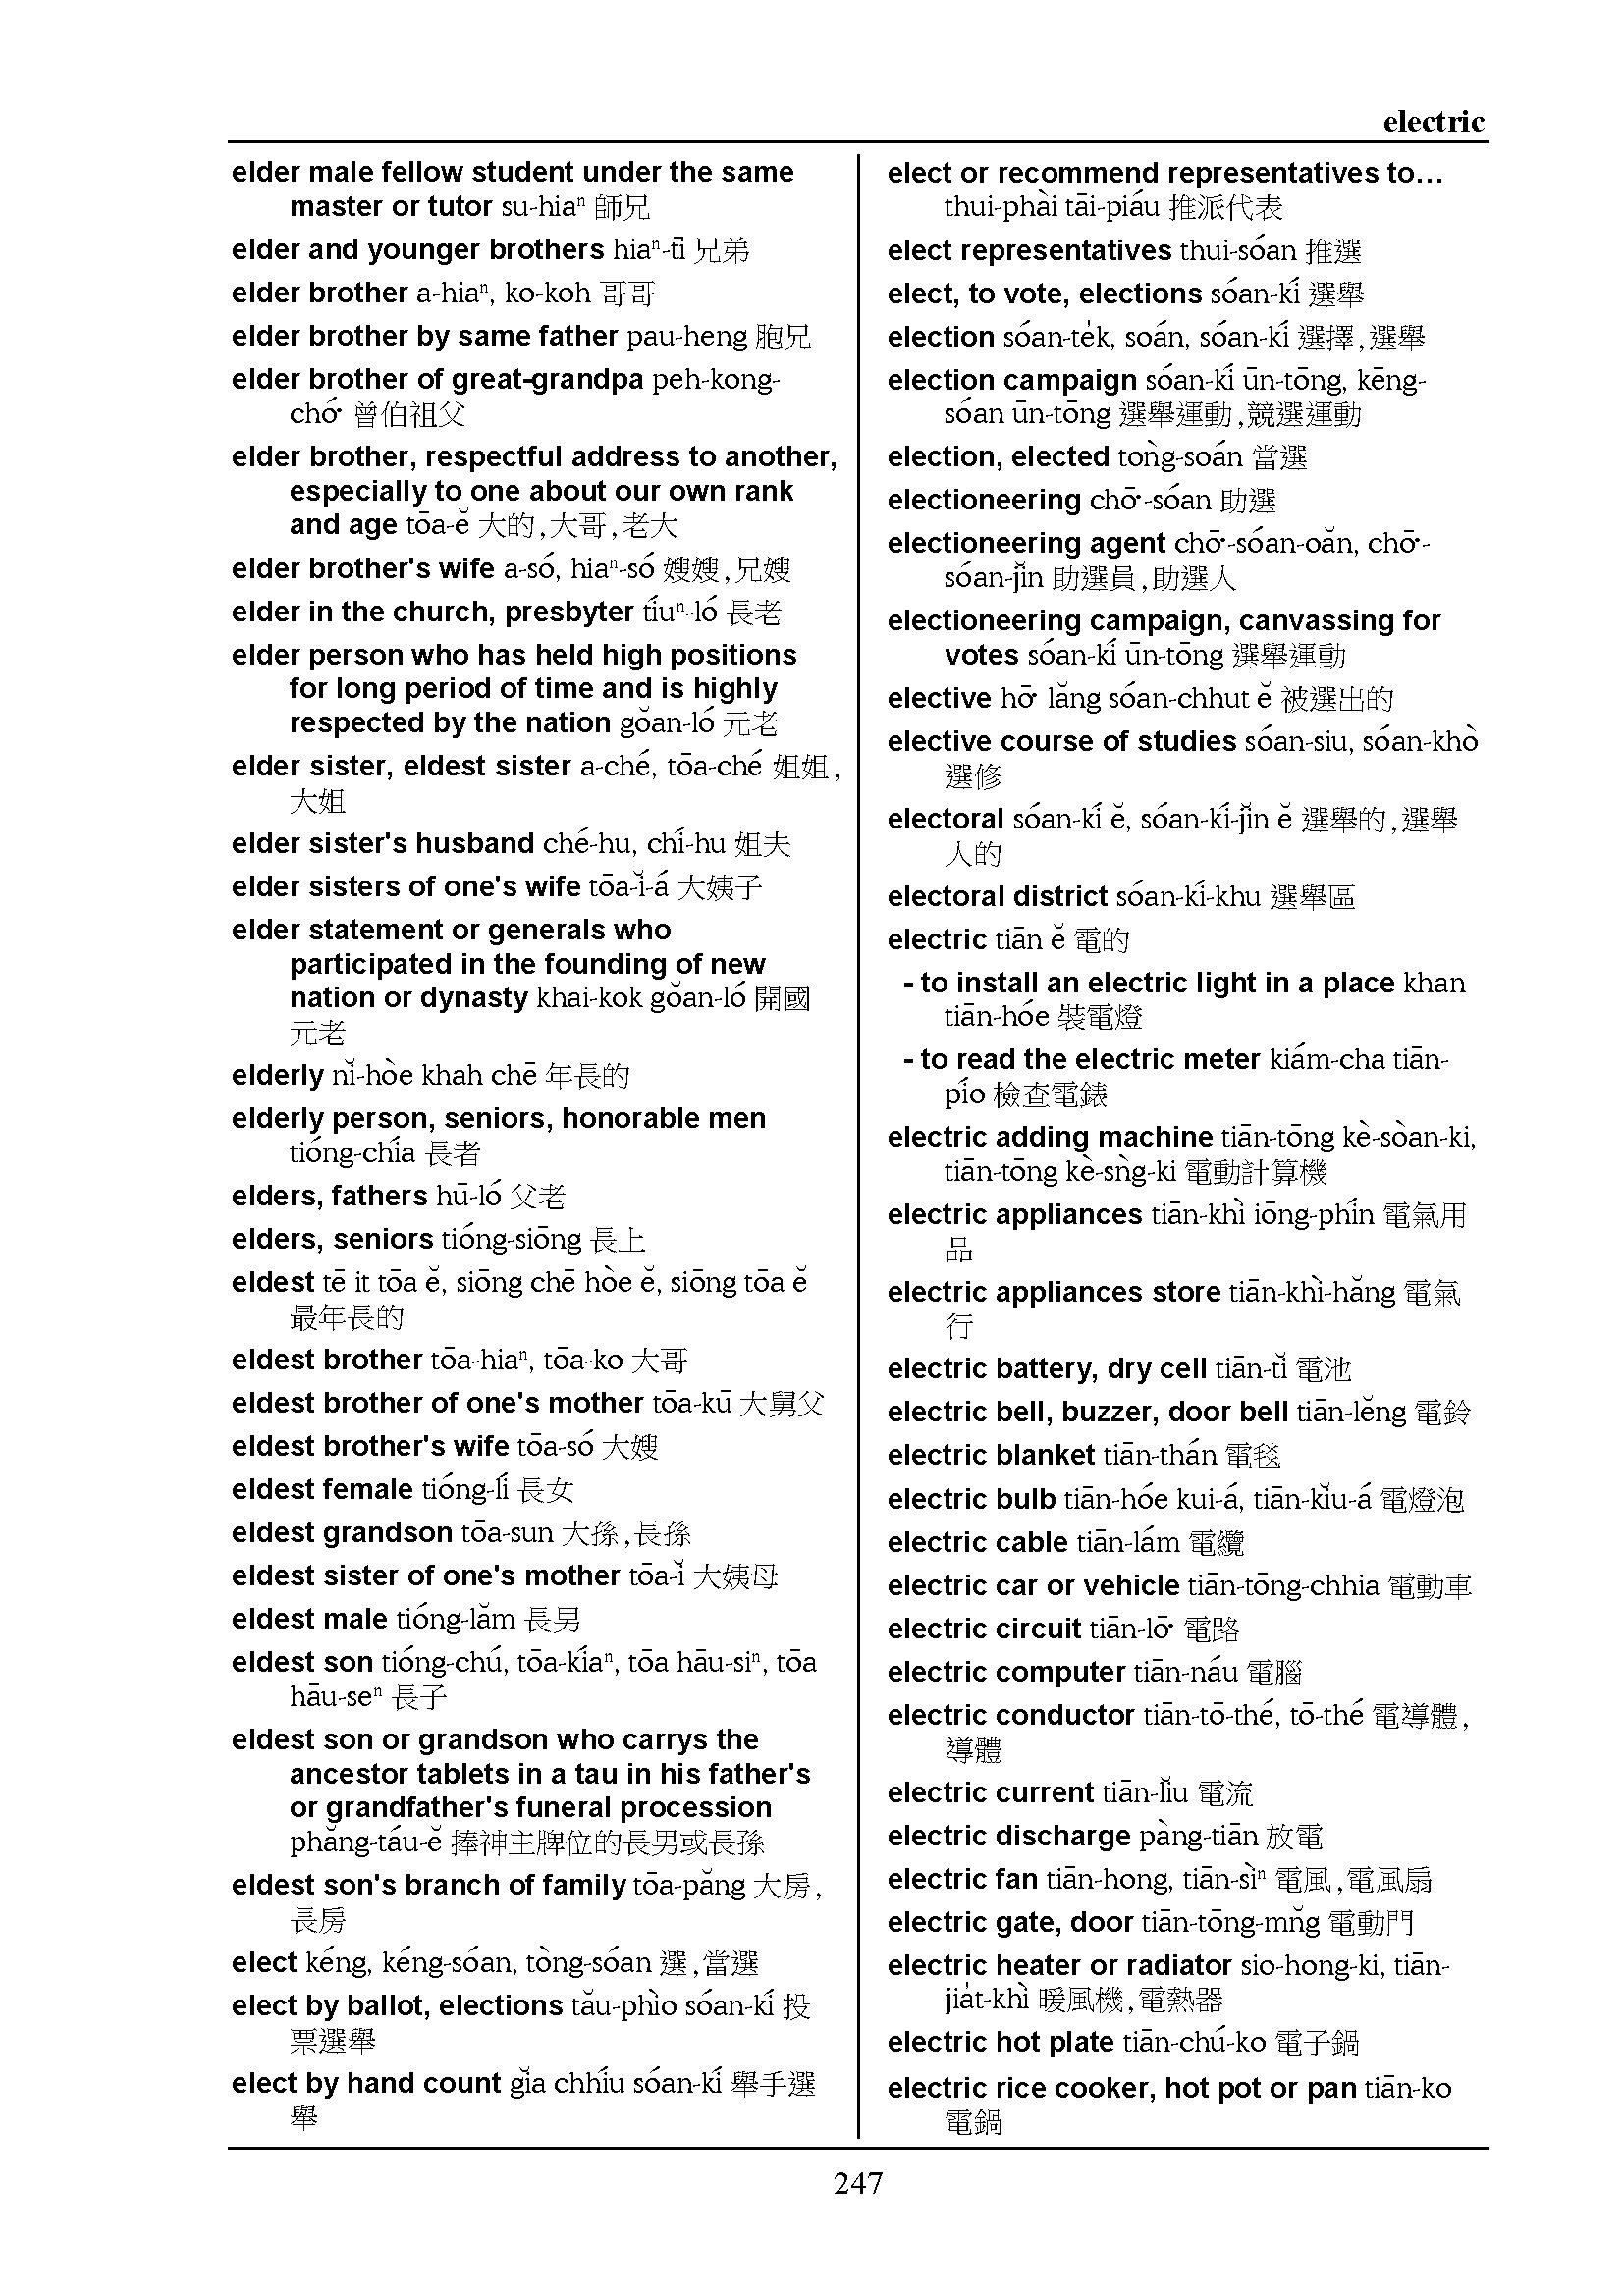 electric
elder male fellow student under the same
master or tutor su-hiaⁿ 師兄
elder and younger brothers hiaⁿ-tī 兄弟
elder brother a-hiaⁿ, ko-koh 哥哥
elder brother by same father pau-heng 胞兄
elder brother of great-grandpa peh-kong-
chó͘ 曾伯祖父
elder brother, respectful address to another,
especially to one about our own rank
and age tōa-ĕ 大的,大哥,老大
elder brother's wife a-só, hiaⁿ-só 嫂嫂,兄嫂
elder in the church, presbyter tíuⁿ-ló 長老
elder person who has held high positions
for long period of time and is highly
respected by the nation gŏan-ló 元老
elder sister, eldest sister a-ché, tōa-ché 姐姐,
大姐
elder sister's husband ché-hu, chí-hu 姐夫
elder sisters of one's wife tōa-ĭ-á 大姨子
elder statement or generals who
participated in the founding of new
nation or dynasty khai-kok gŏan-ló 開國
元老
elderly nĭ-hòe khah chē 年長的
elderly person, seniors, honorable men
tióng-chía 長者
elders, fathers hū-ló 父老
elders, seniors tióng-siōng 長上
eldest tē it tōa ĕ, siōng chē hòe ĕ, siōng tōa ĕ
最年長的
eldest brother tōa-hiaⁿ, tōa-ko 大哥
eldest brother of one's mother tōa-kū 大舅父
eldest brother's wife tōa-só 大嫂
eldest female tióng-lí 長女
eldest grandson tōa-sun 大孫,長孫
eldest sister of one's mother tōa-ĭ 大姨母
eldest male tióng-lăm 長男
eldest son tióng-chú, tōa-kíaⁿ, tōa hāu-siⁿ, tōa
hāu-seⁿ 長子
eldest son or grandson who carrys the
ancestor tablets in a tau in his father's
or grandfather's funeral procession
phăng-táu-ĕ 捧神主牌位的長男或長孫
eldest son's branch of family tōa-păng 大房,
長房
elect kéng, kéng-sóan, tòng-sóan 選,當選
elect by ballot, elections tău-phìo sóan-kí 投
票選舉
elect by hand count gĭa chhíu sóan-kí 舉手選
舉
elect or recommend representatives to…
thui-phài tāi-piáu 推派代表
elect representatives thui-sóan 推選
elect, to vote, elections sóan-kí 選舉
election sóan-te̍k, soán, sóan-kí 選擇,選舉
election campaign sóan-kí ūn-tōng, kēng-
sóan ūn-tōng 選舉運動,競選運動
election, elected toǹg-soán 當選
electioneering chō͘-sóan 助選
electioneering agent chō͘-sóan-oăn, chō͘-
sóan-jĭn 助選員,助選人
electioneering campaign, canvassing for
votes sóan-kí ūn-tōng 選舉運動
elective hō͘ lăng sóan-chhut ĕ 被選出的
elective course of studies sóan-siu, sóan-khò
選修
electoral sóan-kí ĕ, sóan-kí-jĭn ĕ 選舉的,選舉
人的
electoral district sóan-kí-khu 選舉區
electric tiān ĕ 電的
- to install an electric light in a place khan
tiān-hóe 裝電燈
- to read the electric meter kiám-cha tiān-
pío 檢查電錶
electric adding machine tiān-tōng kè-sòan-ki,
tiān-tōng kè-sǹg-ki 電動計算機
electric appliances tiān-khì iōng-phín 電氣用
品
electric appliances store tiān-khì-hăng 電氣
行
electric battery, dry cell tiān-tĭ 電池
electric bell, buzzer, door bell tiān-lĕng 電鈴
electric blanket tiān-thán 電毯
electric bulb tiān-hóe kui-á, tiān-kĭu-á 電燈泡
electric cable tiān-lám 電纜
electric car or vehicle tiān-tōng-chhia 電動車
electric circuit tiān-lō͘ 電路
electric computer tiān-náu 電腦
electric conductor tiān-tō-thé, tō-thé 電導體,
導體
electric current tiān-lĭu 電流
electric discharge pàng-tiān 放電
electric fan tiān-hong, tiān-sìⁿ 電風,電風扇
electric gate, door tiān-tōng-mn̆g 電動門
electric heater or radiator sio-hong-ki, tiān-
jia̍t-khì 暖風機,電熱器
electric hot plate tiān-chú-ko 電子鍋
electric rice cooker, hot pot or pan tiān-ko
電鍋
247